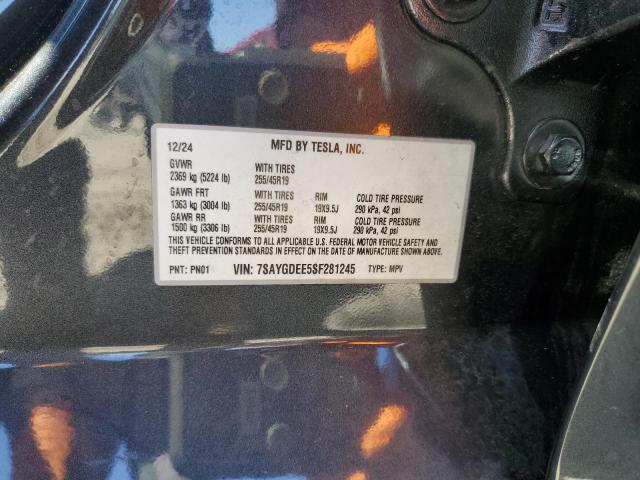 12/24 MFD BY TESLA, INC.
GVWR WITH TIRES
2369 kg (5224 lb) 255/45R19
GAWR FRT WITH TIRES RIM COLD TIRE PRESSURE
1363 kg (3004 lb) 255/45R19 19X9.5J 290 kPa, 42 psi
GAWR RR WITH TIRES RIM COLD TIRE PRESSURE
1500 kg (3306 lb) 255/45R19 19X9.5J 290 kPa, 42 psi
THIS VEHICLE CONFORMS TO ALL APPLICABLE U.S. FEDERAL MOTOR VEHICLE SAFETY AND
THEFT PREVENTION STANDARDS IN EFFECT ON THE DATE OF MANUFACTURE SHOWN ABOVE.
PNT: PN01 VIN: 7SAYGDEE5SF281245 TYPE: MPV